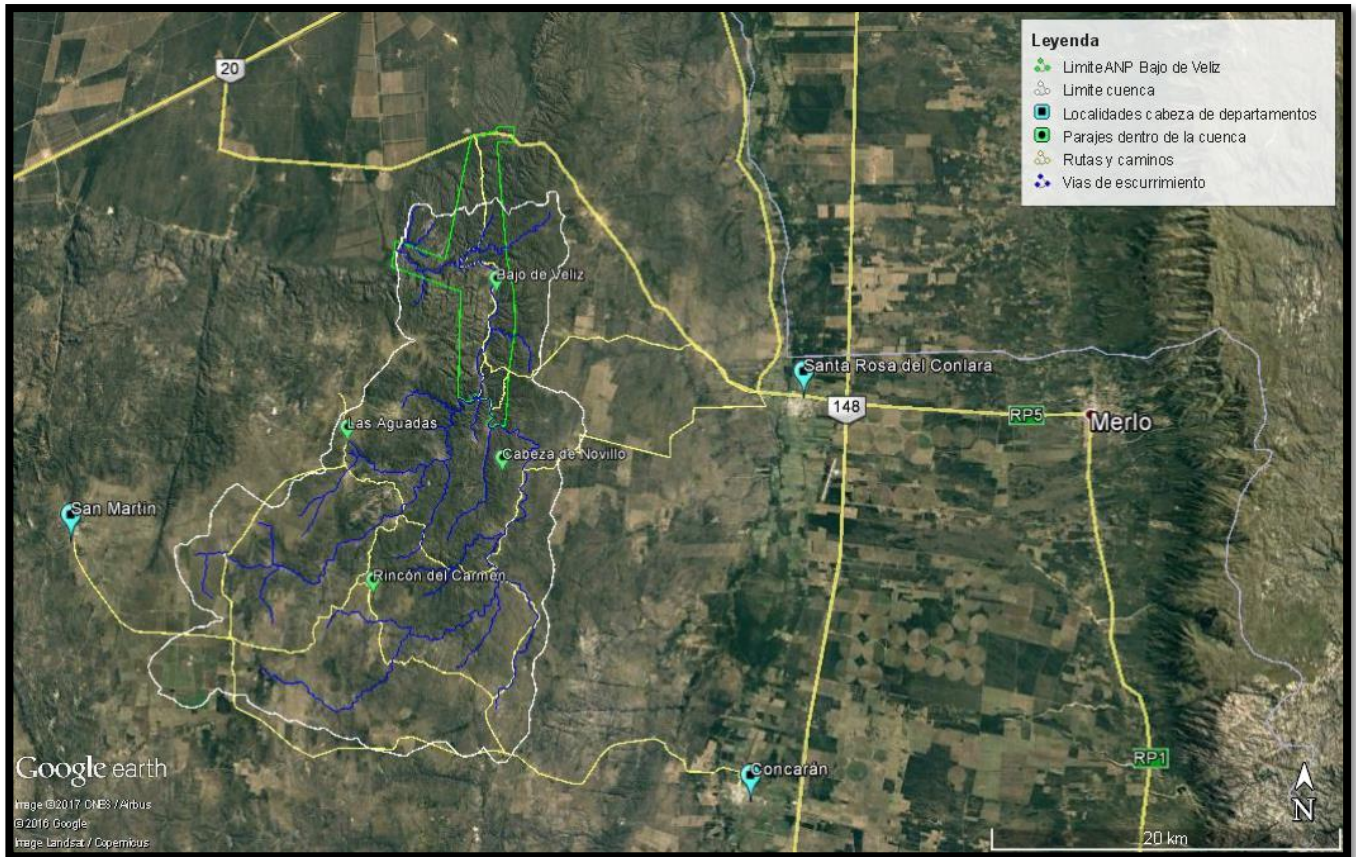 Leyenda
Limite ANP Bajo de Veliz
Limite cuenca
Localidades cabeza de departamentos
Parajes dentro de la cuenca
Rutas y caminos
Vias de escurrimiento
20
Bajo de Veliz
Santa Rosa del Conlara
148
RP5
Merlo
Las Aguadas
Cabeza de Novillo
San Martin
Rincón del Carmen
RP1
Concarán
Google earth
Image ©2017 CNES / Airbus
©2016 Google
Image Landsat / Copernicus
N
20 km